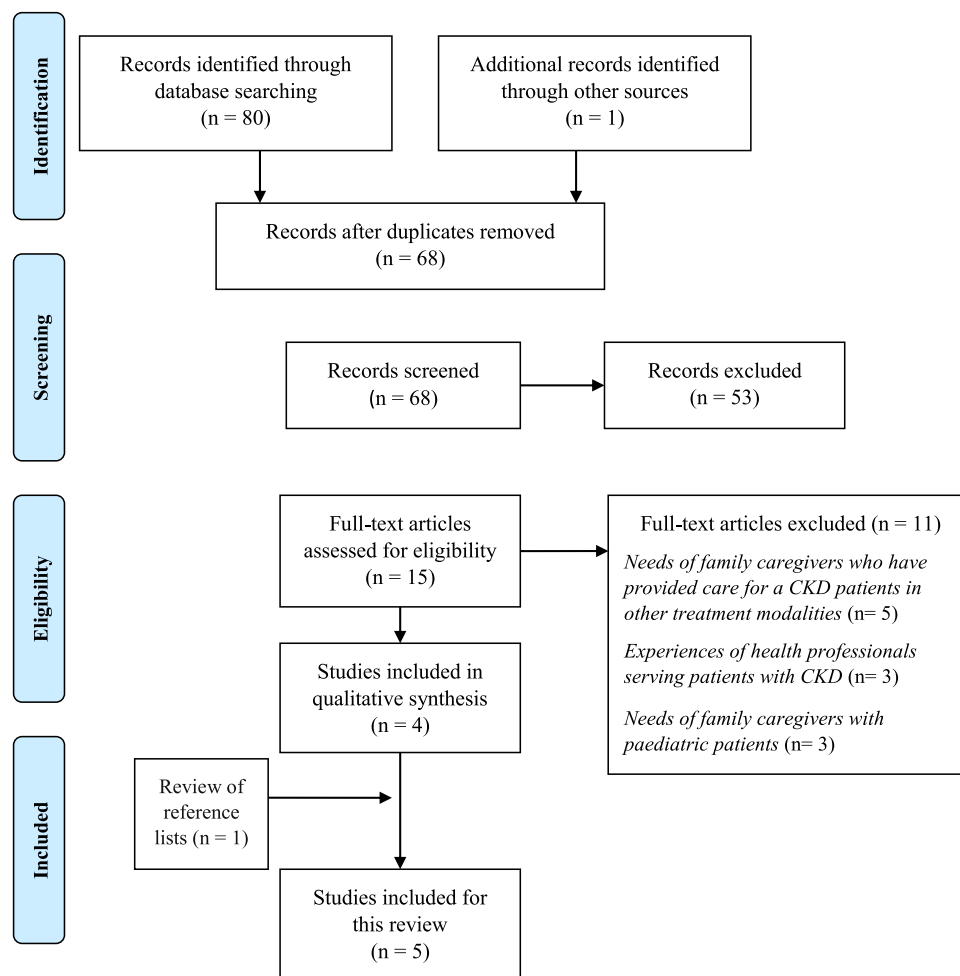 Identification
Records identified through
database searching
(n = 80)
Additional records identified
through other sources
(n = 1)
Records after duplicates removed
(n = 68)
Screening
Records screened
(n = 68)
Records excluded
(n = 53)
Eligibility
Full-text articles
assessed for eligibility
(n = 15)
Full-text articles excluded (n = 11)
Needs of family caregivers who have
provided care for a CKD patients in
other treatment modalities (n= 5)
Experiences of health professionals
serving patients with CKD (n= 3)
Needs of family caregivers with
paediatric patients (n= 3)
Studies included in
qualitative synthesis
(n = 4)
Included
Review of
reference
lists (n = 1)
Studies included for
this review
(n = 5)